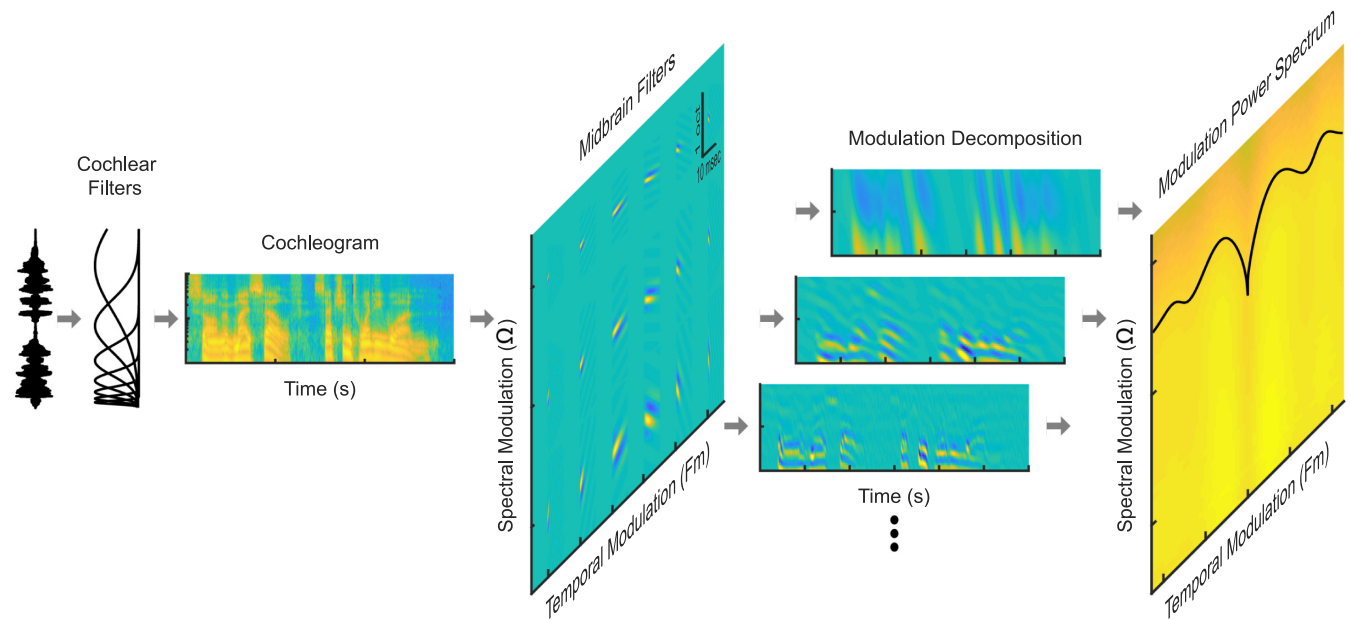 Cochlear
Filters
Cochleogram
Time (s)
Midbrain Filters
1 oct.
10 msec
Spectral Modulation (Ω)
Temporal Modulation (Fm)
Modulation Decomposition
Time (s)
Modulation Power Spectrum
Spectral Modulation (Ω)
Temporal Modulation (Fm)